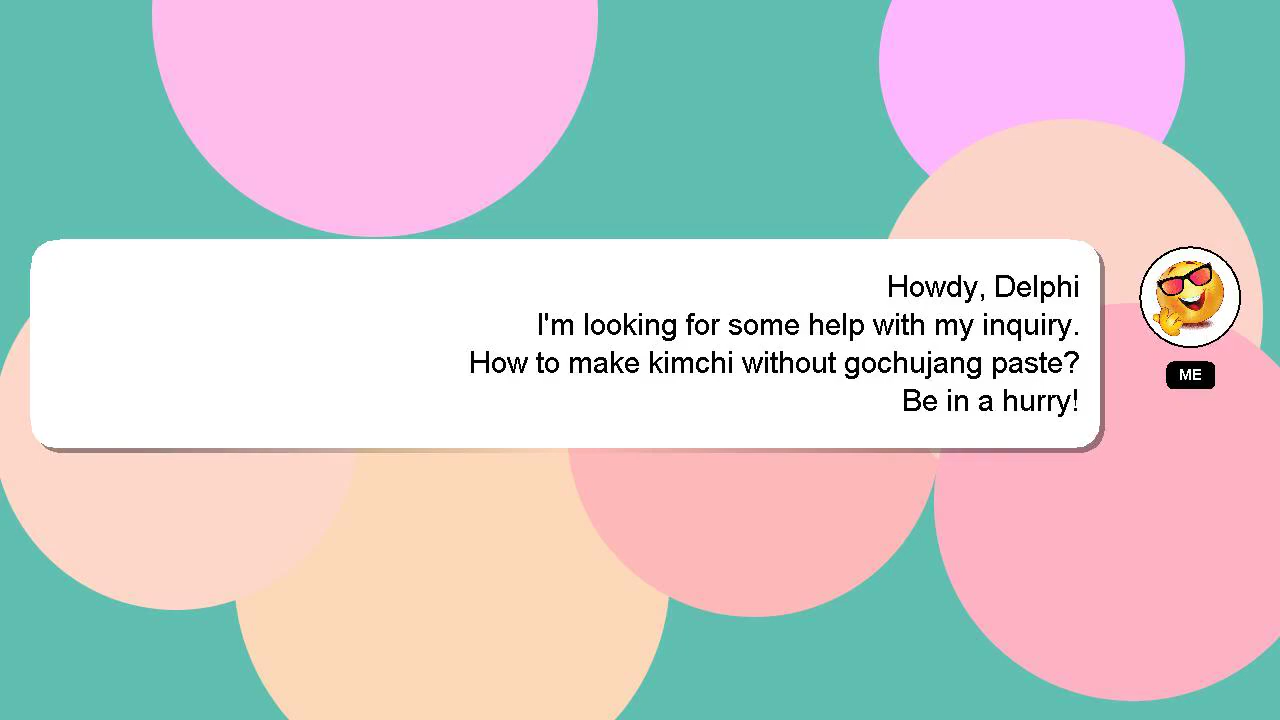 Howdy, Delphi
I'm looking for some help with my inquiry.
How to make kimchi without gochujang paste?
Be in a hurry!
ME